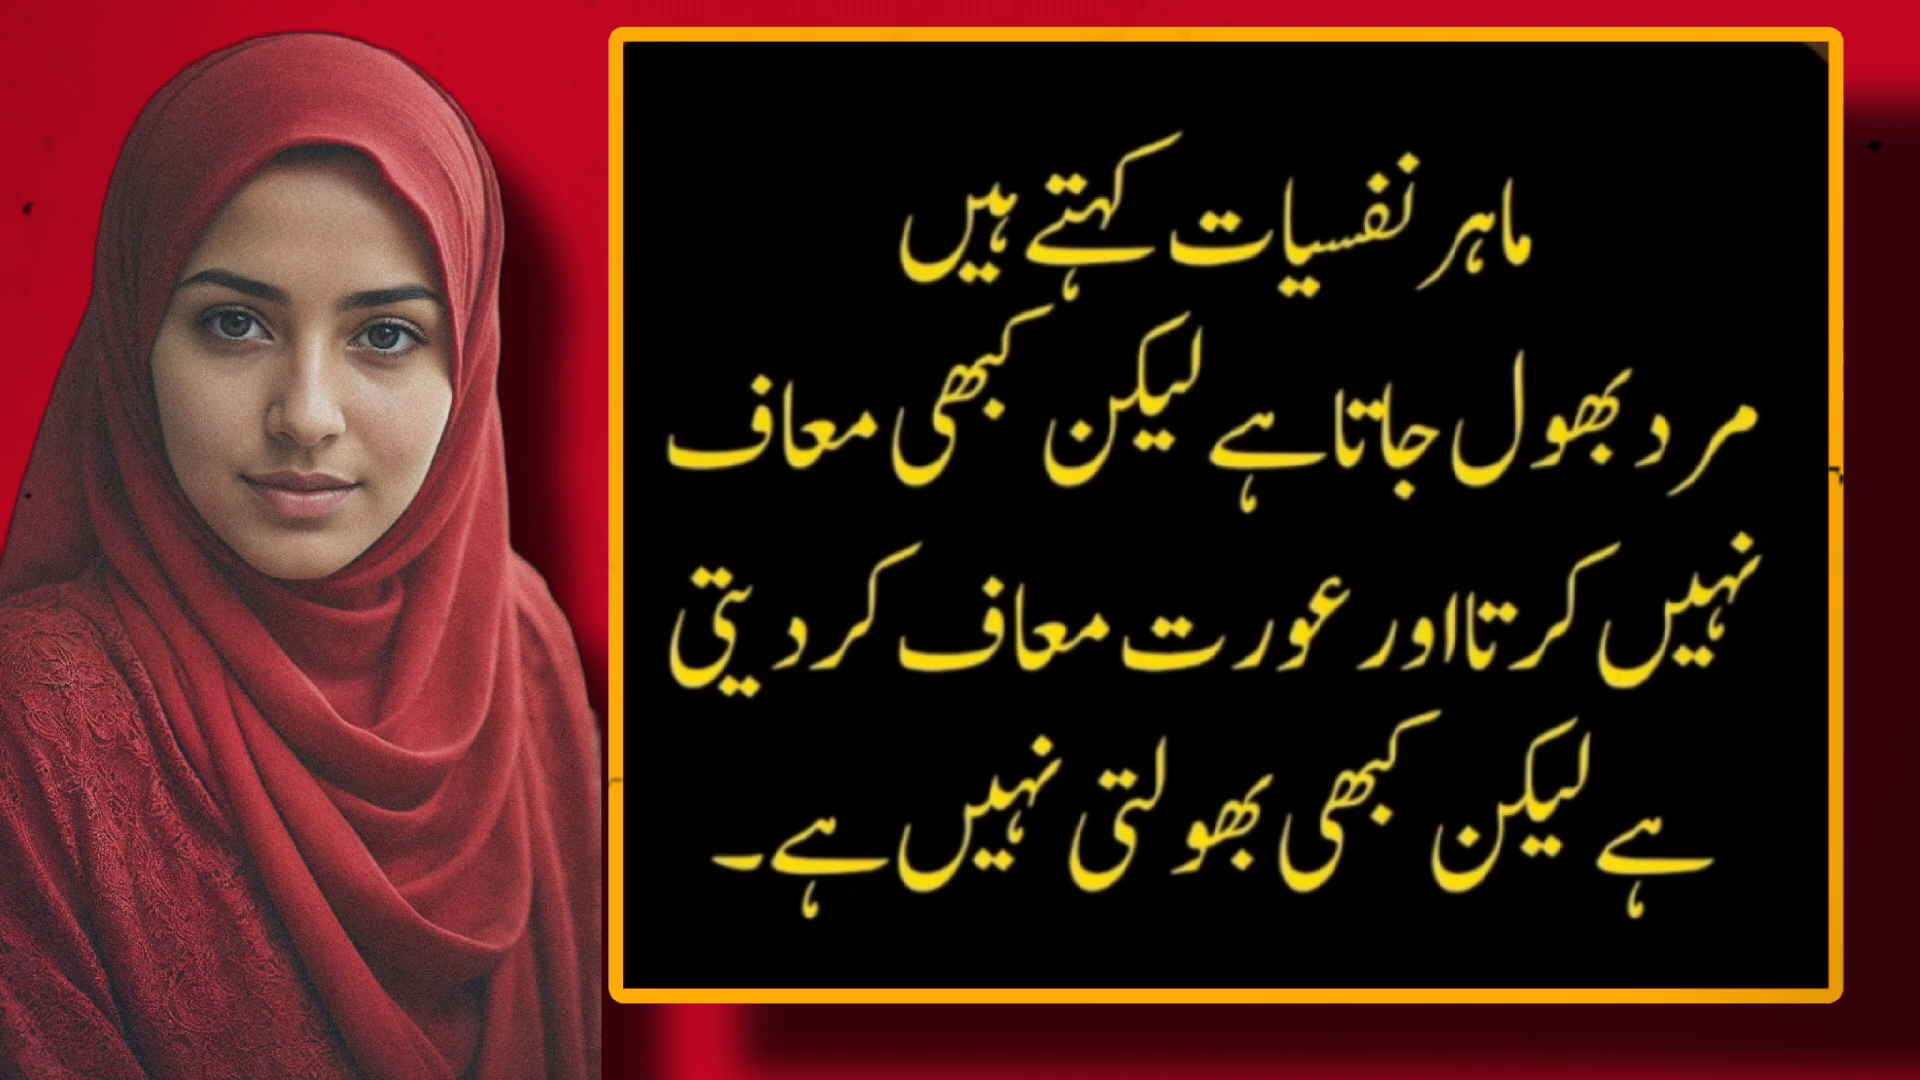 ماہر نفسیات کہتے ہیں
مرد بھول جاتا ہے لیکن کبھی معاف
نہیں کرتا اور عورت معاف کر دیتی
ہے لیکن کبھی بھولتی نہیں ہے۔